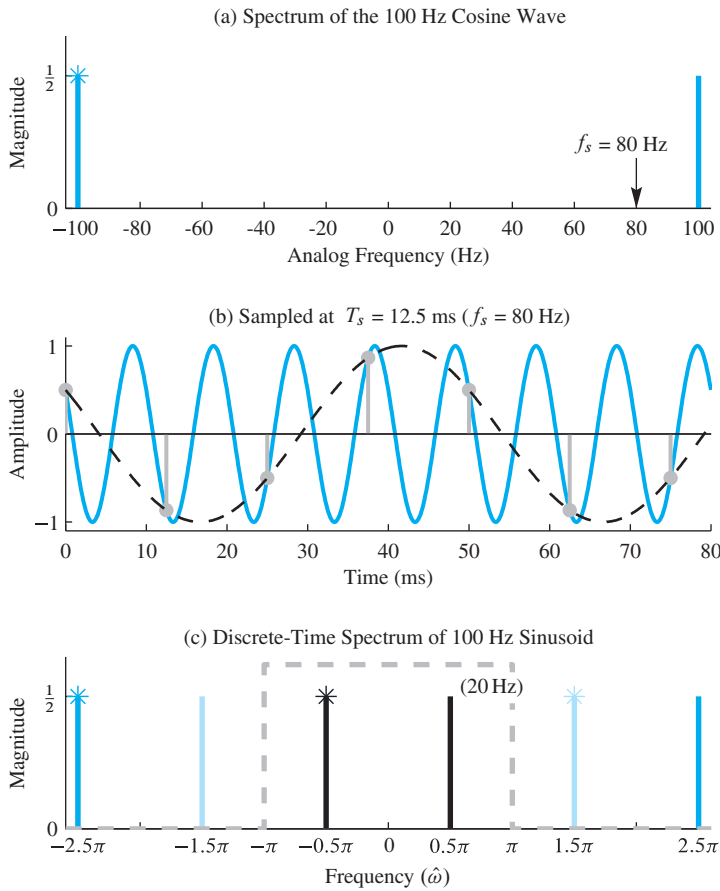 (a) Spectrum of the 100 Hz Cosine Wave
Magnitude
1/2
0
f_s = 80 Hz
−100 -80 -60 -40 -20 0 20 40 60 80 100
Analog Frequency (Hz)
(b) Sampled at T_s = 12.5 ms (f_s = 80 Hz)
Amplitude
1
0
−1
0 10 20 30 40 50 60 70 80
Time (ms)
(c) Discrete-Time Spectrum of 100 Hz Sinusoid
Magnitude
1/2
0
(20 Hz)
−2.5π −1.5π −π −0.5π 0 0.5π π 1.5π 2.5π
Frequency (ω̂)